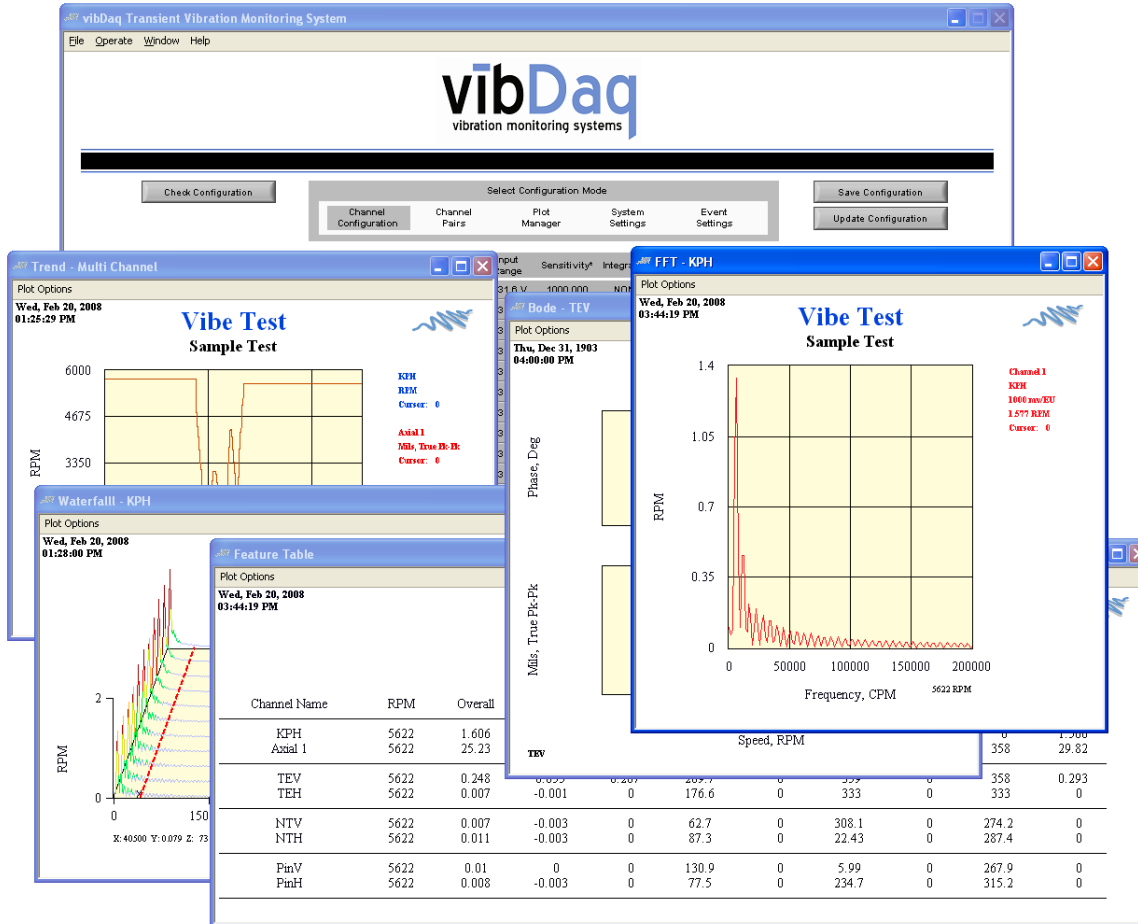 vibDaq Transient Vibration Monitoring System
File Operate Window Help
vībDaq
vibration monitoring systems
Check Configuration
Select Configuration Mode
Save Configuration
Channel Configuration
Channel Pairs
Plot Manager
System Settings
Event Settings
Update Configuration
Sensitivity*
1000.000
Trend - Multi Channel
Plot Options
Wed, Feb 20, 2008
01:25:29 PM
Vibe Test
Sample Test
6000
4675
3350
RPM
KPH
RPM
Cursor: 0
Axial 1
Mils, True Pk-Pk
Cursor: 0
Bode - TEV
Plot Options
Thu, Dec 31, 1903
04:00:00 PM
Phase, Deg
Mils, True Pk-Pk
TEV
Speed, RPM
FFT - KPH
Plot Options
Wed, Feb 20, 2008
03:44:19 PM
Vibe Test
Sample Test
1.4
1.05
0.7
0.35
0
RPM
0 50000 100000 150000 200000
Frequency, CPM
5622 RPM
Channel 1
KPH
1000 mv/EU
1.577 RPM
Cursor: 0
Waterfalll - KPH
Plot Options
Wed, Feb 20, 2008
01:28:00 PM
2
0
RPM
0
X: 40500 Y: 0.079 Z: 73
Feature Table
Plot Options
Wed, Feb 20, 2008
03:44:19 PM
Channel Name RPM Overall
KPH 5622 1.606
Axial 1 5622 25.23 358 29.82
TEV 5622 0.248 358 0.293
TEH 5622 0.007 -0.001 0 176.6 0 333 0 333 0
NTV 5622 0.007 -0.003 0 62.7 0 308.1 0 274.2 0
NTH 5622 0.011 -0.003 0 87.3 0 22.43 0 287.4 0
PinV 5622 0.01 0 0 130.9 0 5.99 0 267.9 0
PinH 5622 0.008 -0.003 0 77.5 0 234.7 0 315.2 0